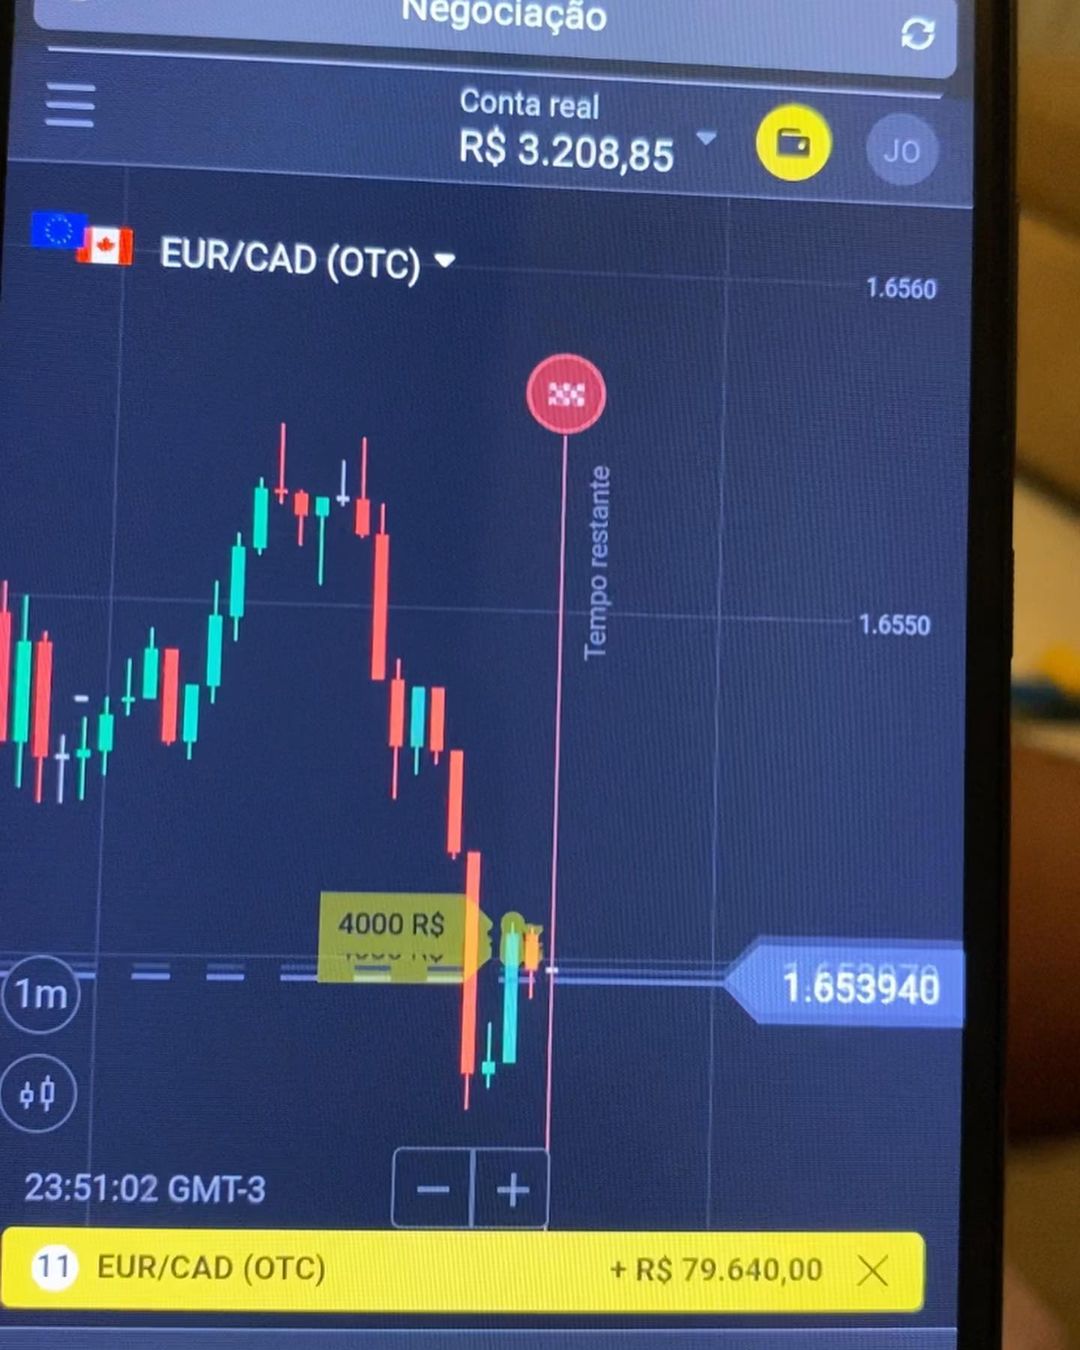 Negociação
Conta real
R$ 3.208,85
JO
EUR/CAD (OTC)
1.6560
Tempo restante
1.6550
4000 R$
1.653940
1m
23:51:02 GMT-3
11 EUR/CAD (OTC) + R$ 79.640,00